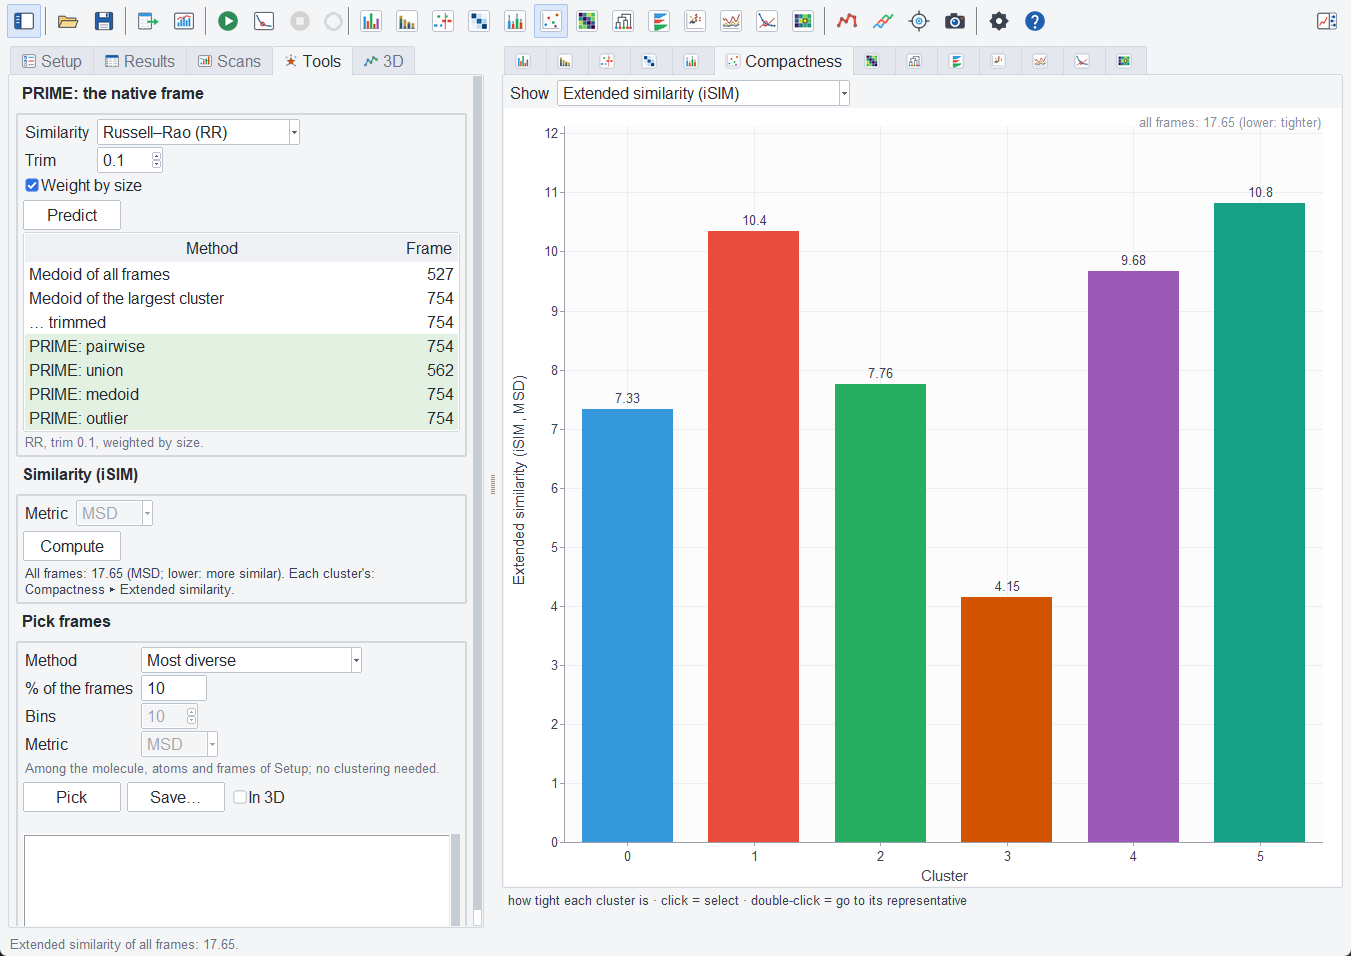 Setup
Results
Scans
Tools
3D
Compactness
PRIME: the native frame
Similarity Russell–Rao (RR)
Trim 0.1
Weight by size
Predict
Method Frame
Medoid of all frames 527
Medoid of the largest cluster 754
... trimmed 754
PRIME: pairwise 754
PRIME: union 562
PRIME: medoid 754
PRIME: outlier 754
RR, trim 0.1, weighted by size.
Similarity (iSIM)
Metric MSD
Compute
All frames: 17.65 (MSD; lower: more similar). Each cluster's:
Compactness ▸ Extended similarity.
Pick frames
Method Most diverse
% of the frames 10
Bins 10
Metric MSD
Among the molecule, atoms and frames of Setup; no clustering needed.
Pick Save... In 3D
Extended similarity of all frames: 17.65.
Show Extended similarity (iSIM)
all frames: 17.65 (lower: tighter)
12
11
10
9
8
7
6
5
4
3
2
1
0
Extended similarity (iSIM, MSD)
7.33
10.4
7.76
4.15
9.68
10.8
0 1 2 3 4 5
Cluster
how tight each cluster is · click = select · double-click = go to its representative